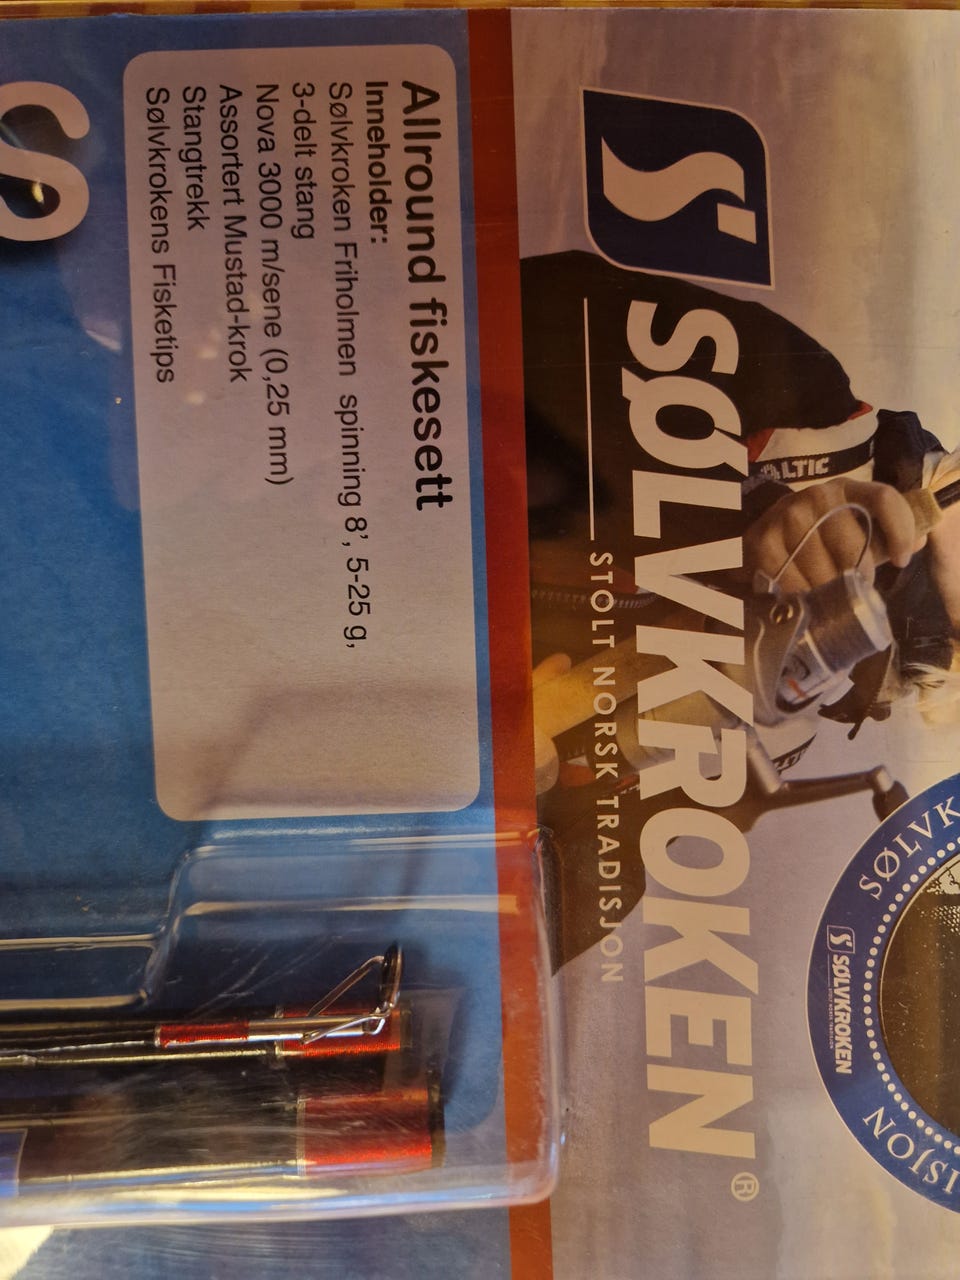 SØLVKROKEN®
STOLT NORSK TRADISJON
Allround fiskesett
Inneholder:
Sølvkroken Friholmen spinning 8', 5-25 g,
3-delt stang
Nova 3000 m/sene (0,25 mm)
Assortert Mustad-krok
Stangtrekk
Sølvkrokens Fisketips
SØLVKROKEN